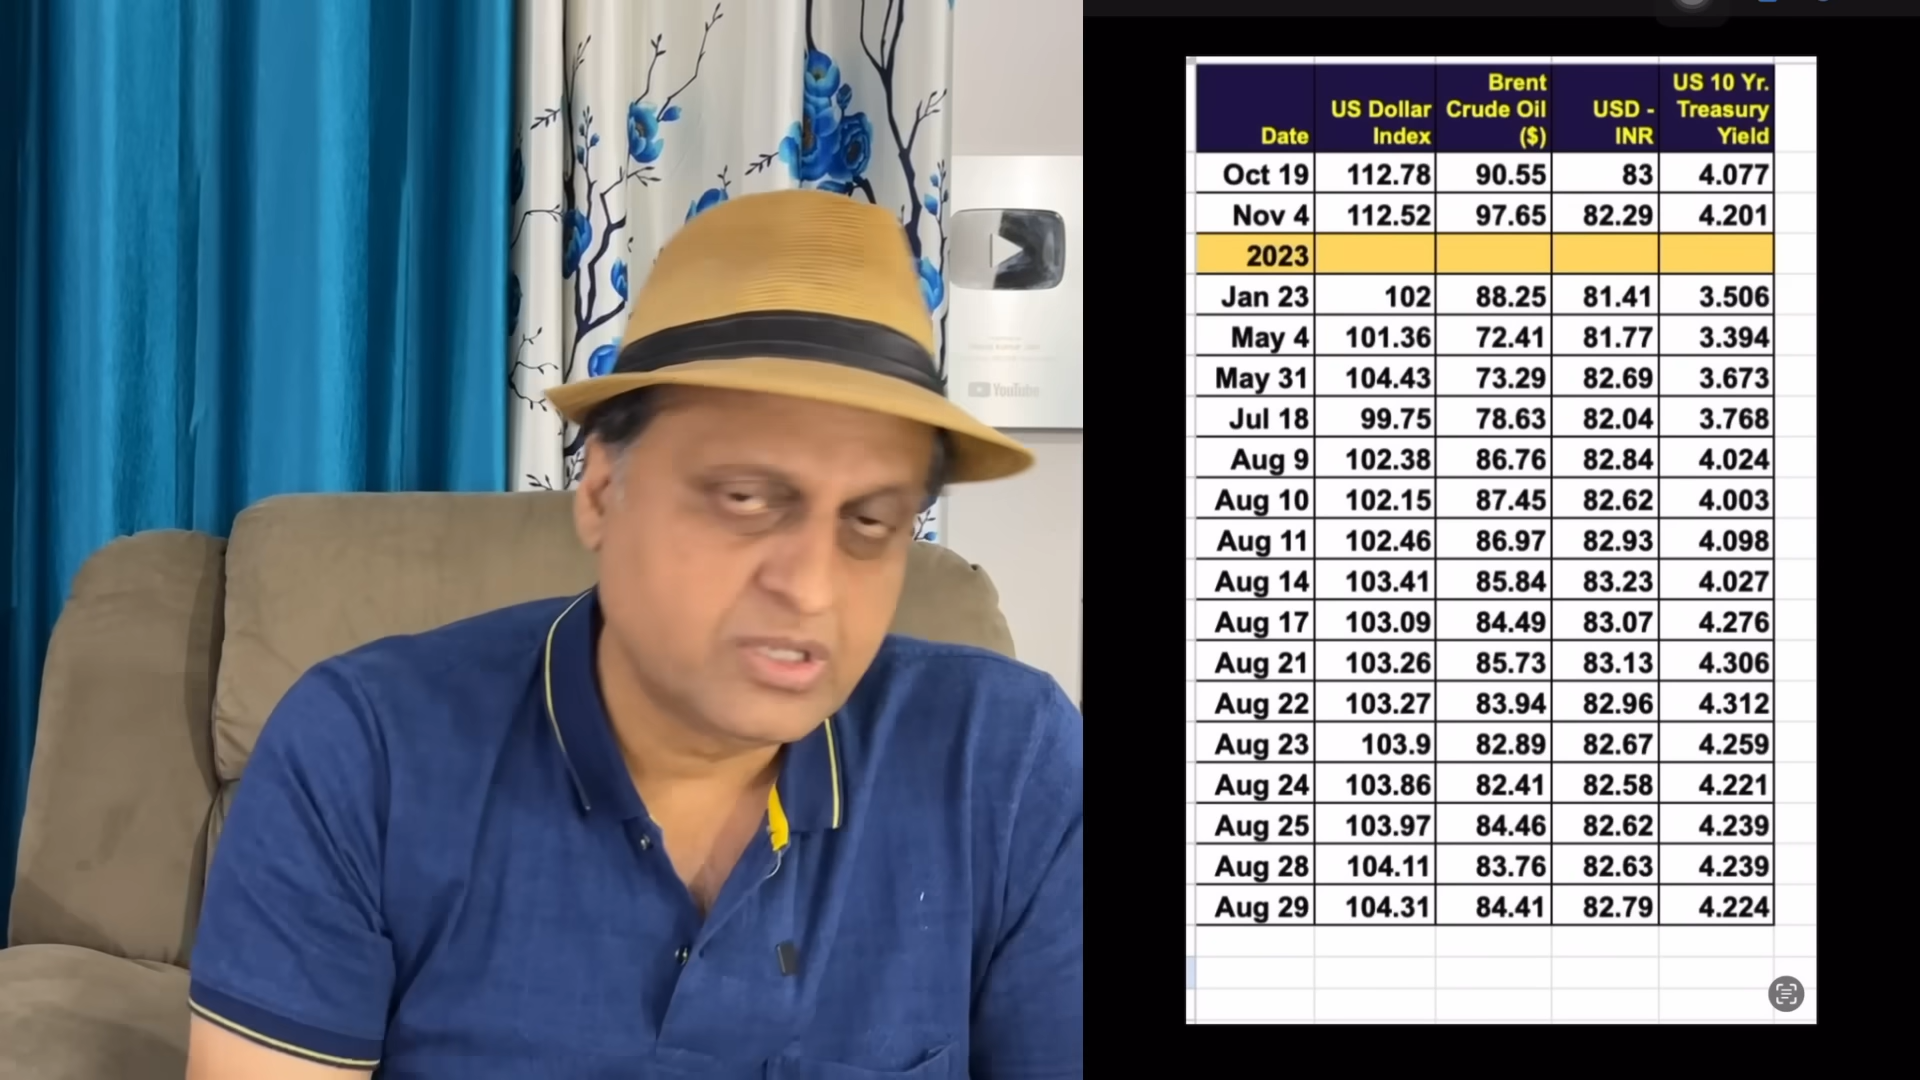 YouTube
Date US Dollar Index Brent Crude Oil ($) USD - INR US 10 Yr. Treasury Yield
Oct 19 112.78 90.55 83 4.077
Nov 4 112.52 97.65 82.29 4.201
2023
Jan 23 102 88.25 81.41 3.506
May 4 101.36 72.41 81.77 3.394
May 31 104.43 73.29 82.69 3.673
Jul 18 99.75 78.63 82.04 3.768
Aug 9 102.38 86.76 82.84 4.024
Aug 10 102.15 87.45 82.62 4.003
Aug 11 102.46 86.97 82.93 4.098
Aug 14 103.41 85.84 83.23 4.027
Aug 17 103.09 84.49 83.07 4.276
Aug 21 103.26 85.73 83.13 4.306
Aug 22 103.27 83.94 82.96 4.312
Aug 23 103.9 82.89 82.67 4.259
Aug 24 103.86 82.41 82.58 4.221
Aug 25 103.97 84.46 82.62 4.239
Aug 28 104.11 83.76 82.63 4.239
Aug 29 104.31 84.41 82.79 4.224